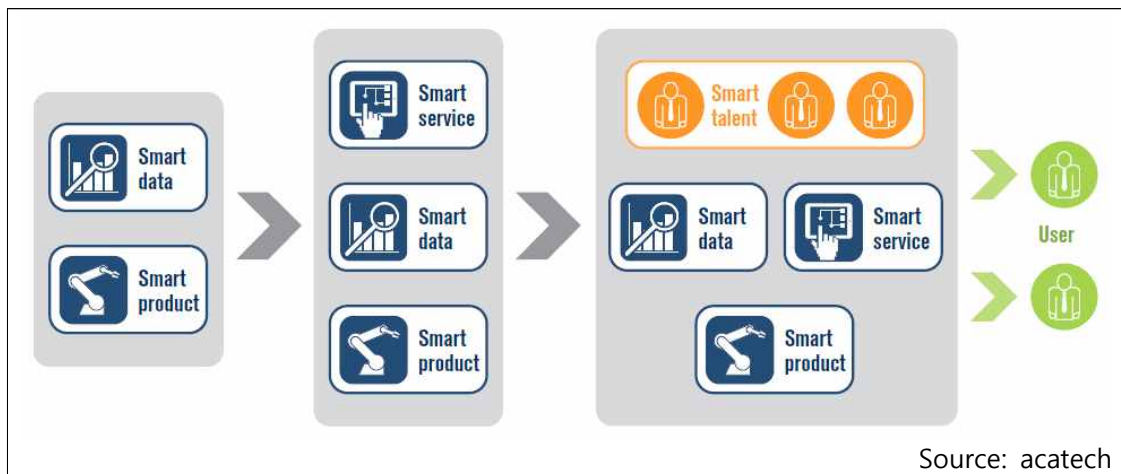 Smart
data
Smart
product
Smart
service
Smart
data
Smart
product
Smart
talent
Smart
data
Smart
service
Smart
product
User
Source: acatech